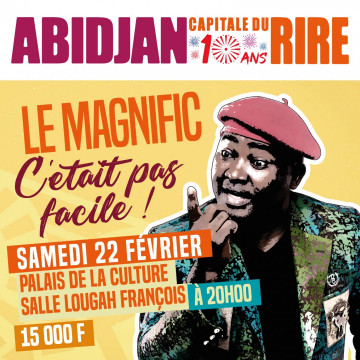 ABIDJAN CAPITALE DU 10 ANS RIRE
LE MAGNIFIC
C'était pas
facile !
SAMEDI 22 FÉVRIER
PALAIS DE LA CULTURE
SALLE LOUGAH FRANÇOIS À 20H00
15 000 F